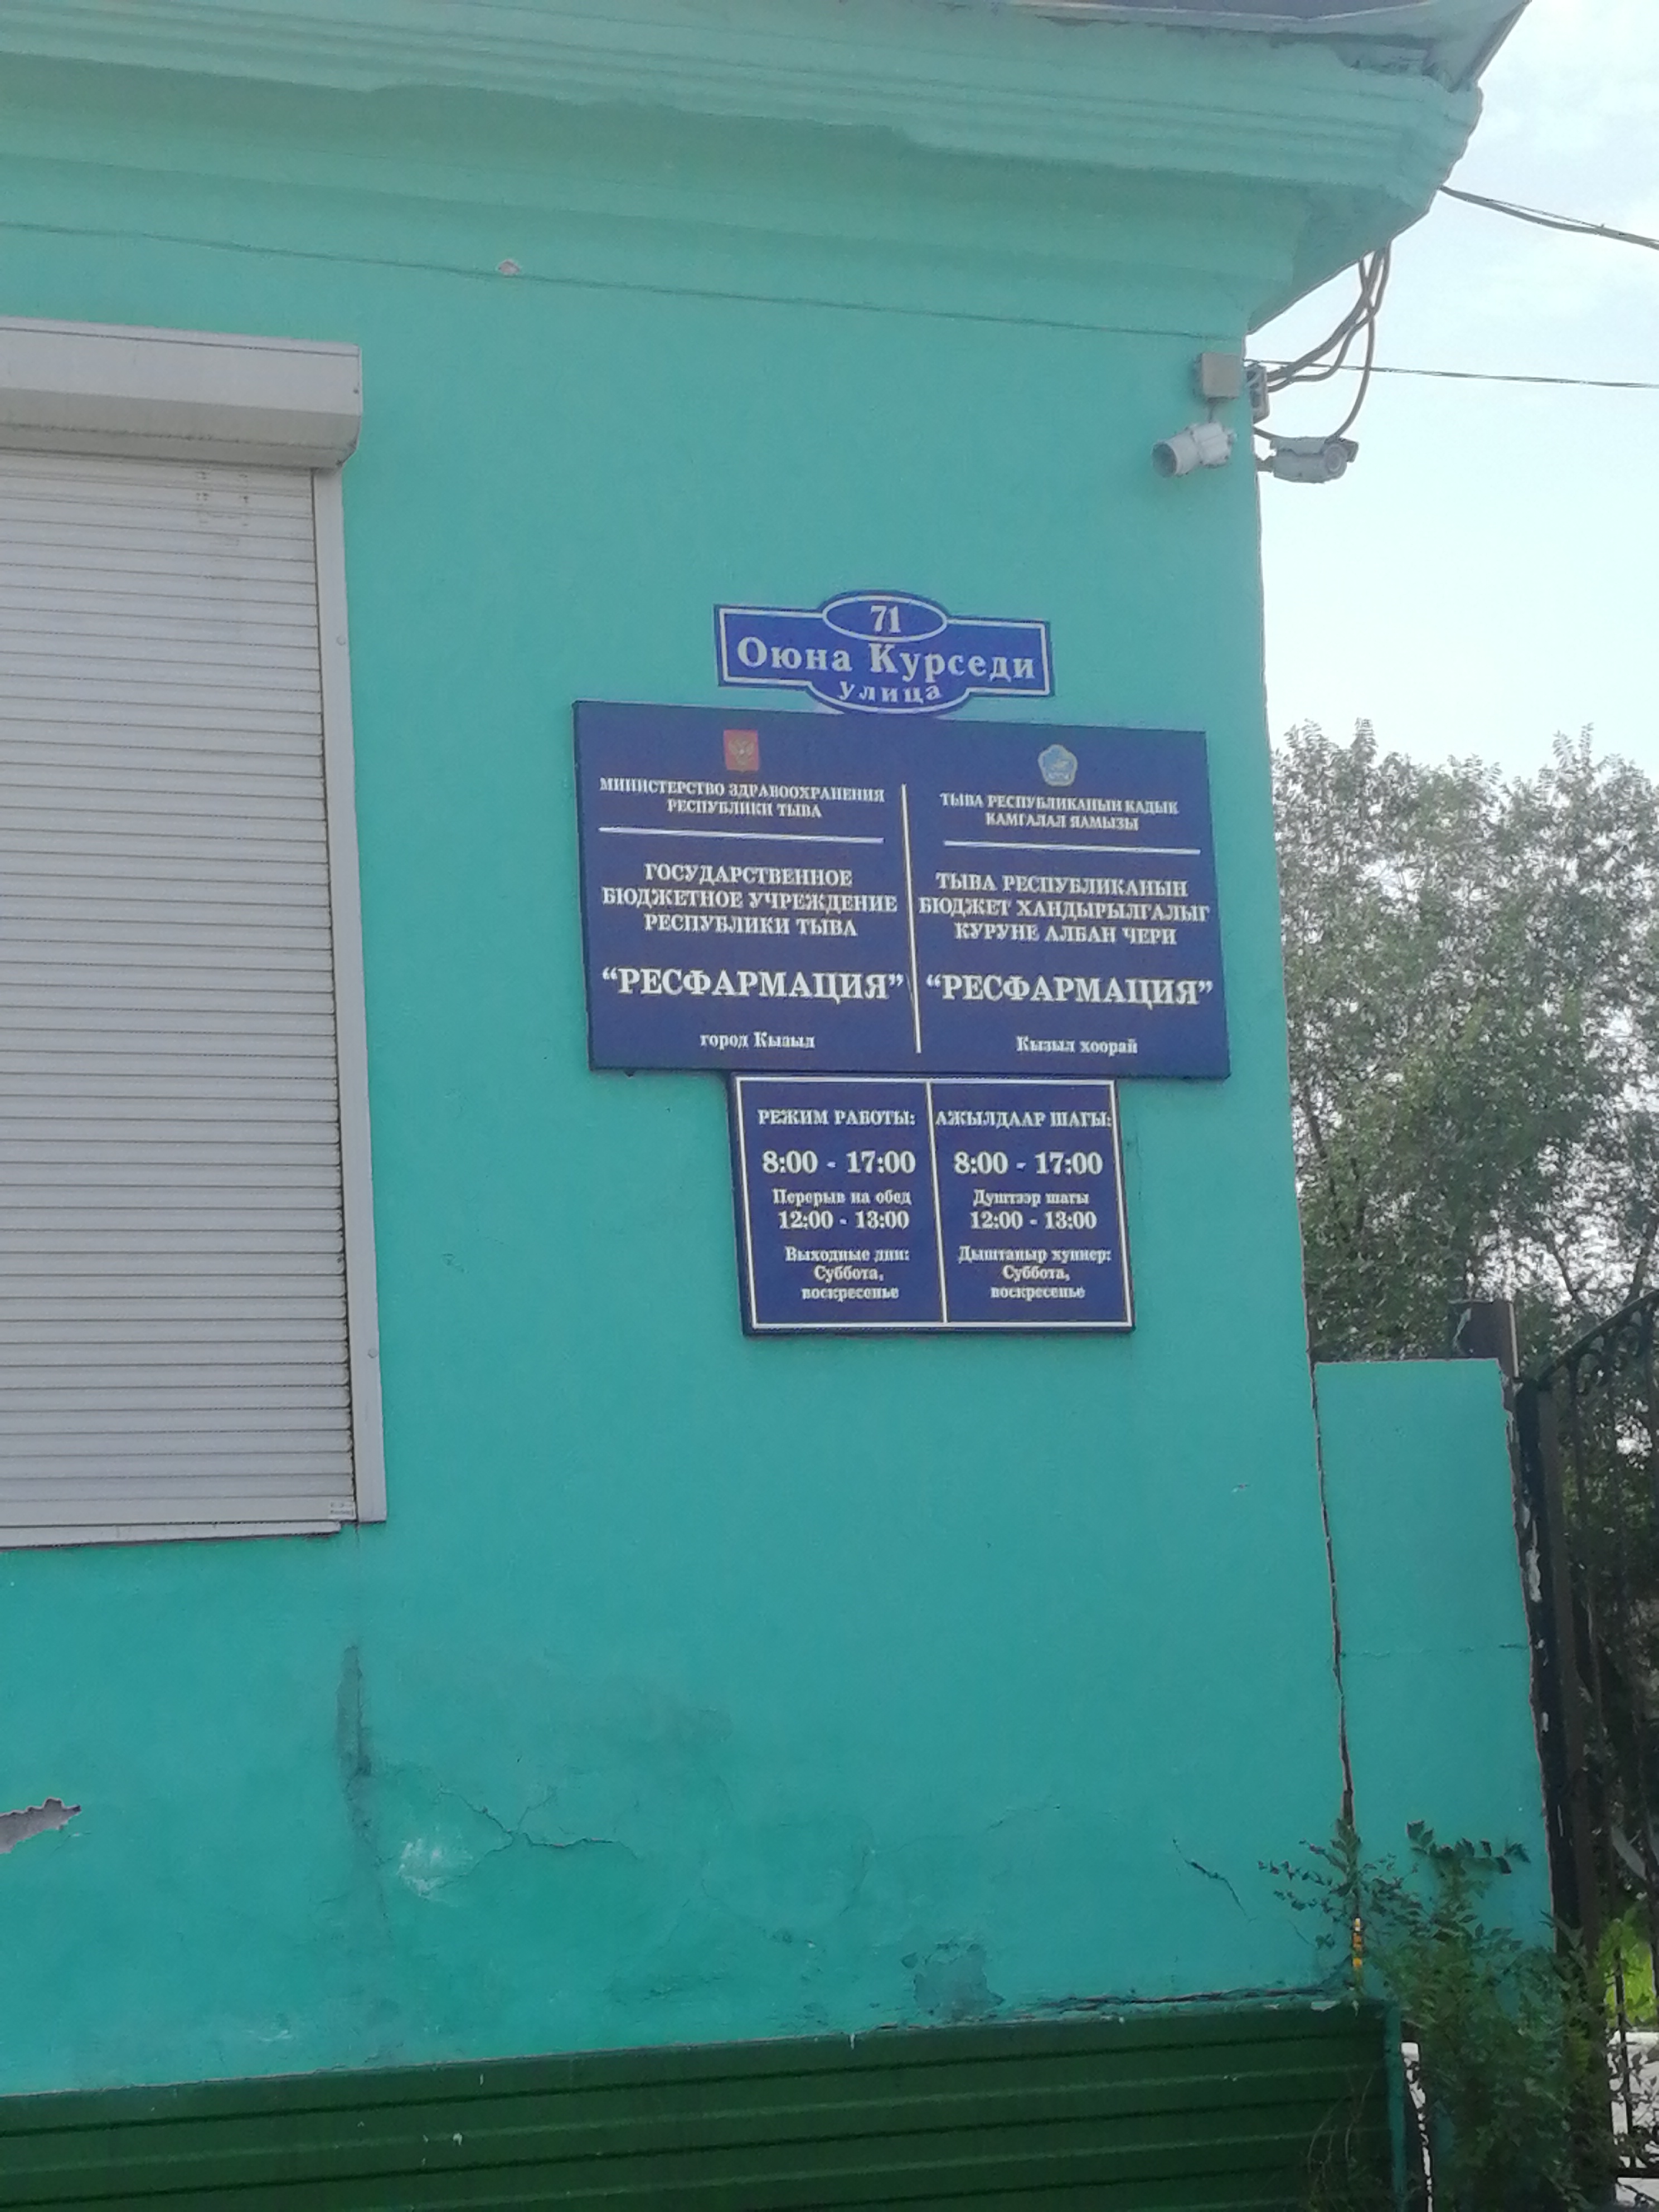 71
Оюна Курседи
улица
МИНИСТЕРСТВО ЗДРАВООХРАНЕНИЯ
РЕСПУБЛИКИ ТЫВА
ГОСУДАРСТВЕННОЕ
БЮДЖЕТНОЕ УЧРЕЖДЕНИЕ
РЕСПУБЛИКИ ТЫВА
“РЕСФАРМАЦИЯ”
город Кызыл
ТЫВА РЕСПУБЛИКАНЫН КАДЫК
КАМГАЛАЛ ЯАМЫЗЫ
ТЫВА РЕСПУБЛИКАНЫН
БЮДЖЕТ ХАНДЫРЫЛГАЛЫГ
КУРУНЕ АЛБАН ЧЕРИ
“РЕСФАРМАЦИЯ”
Кызыл хоорай
РЕЖИМ РАБОТЫ:
8:00 - 17:00
Перерыв на обед
12:00 - 13:00
Выходные дни:
Суббота,
воскресенье
АЖЫЛДААР ШАГЫ:
8:00 - 17:00
Душтээр шагы
12:00 - 13:00
Дыштаныр хуннер:
Суббота,
воскресенье